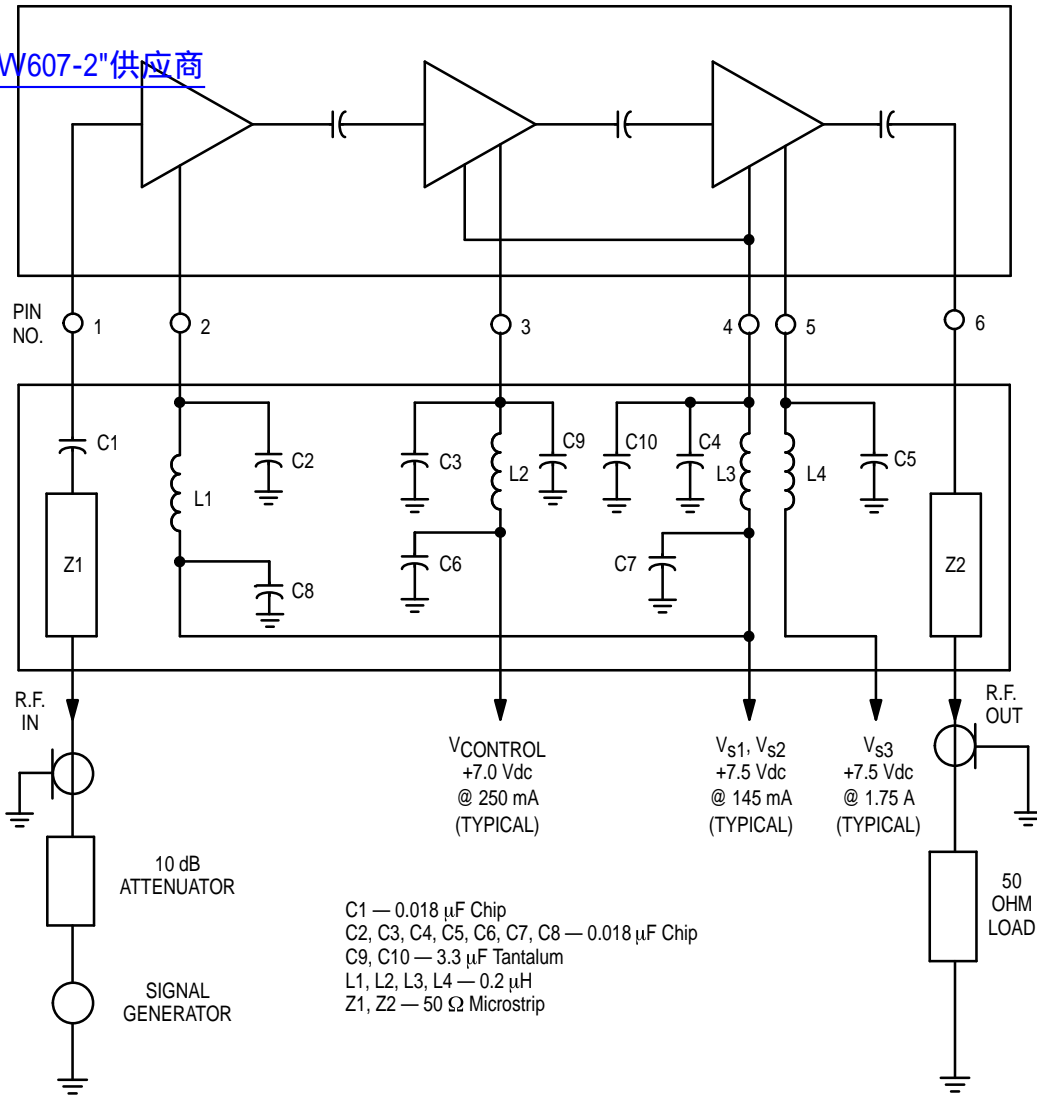 W607-2"供应商
PIN
NO.
1
2
3
4
5
6
C1
C2
C3
C9
C10
C4
C5
L1
L2
L3
L4
C6
C7
C8
Z1
Z2
R.F.
IN
R.F.
OUT
VCONTROL
+7.0 Vdc
@ 250 mA
(TYPICAL)
Vs1, Vs2
+7.5 Vdc
@ 145 mA
(TYPICAL)
Vs3
+7.5 Vdc
@ 1.75 A
(TYPICAL)
10 dB
ATTENUATOR
SIGNAL
GENERATOR
50
OHM
LOAD
C1 — 0.018 μF Chip
C2, C3, C4, C5, C6, C7, C8 — 0.018 μF Chip
C9, C10 — 3.3 μF Tantalum
L1, L2, L3, L4 — 0.2 μH
Z1, Z2 — 50 Ω Microstrip